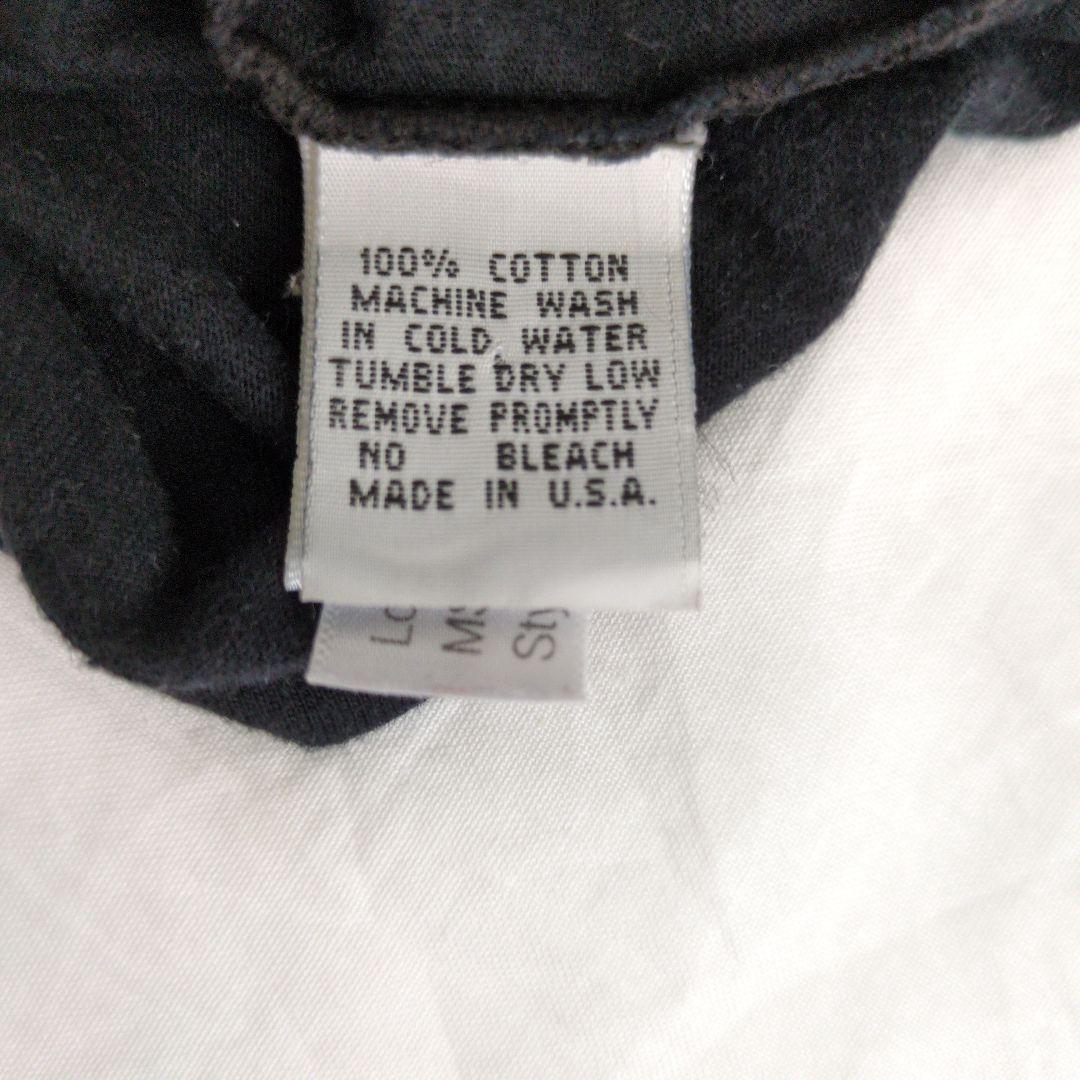 100% COTTON
MACHINE WASH
IN COLD WATER
TUMBLE DRY LOW
REMOVE PROMPTLY
NO BLEACH
MADE IN U.S.A.